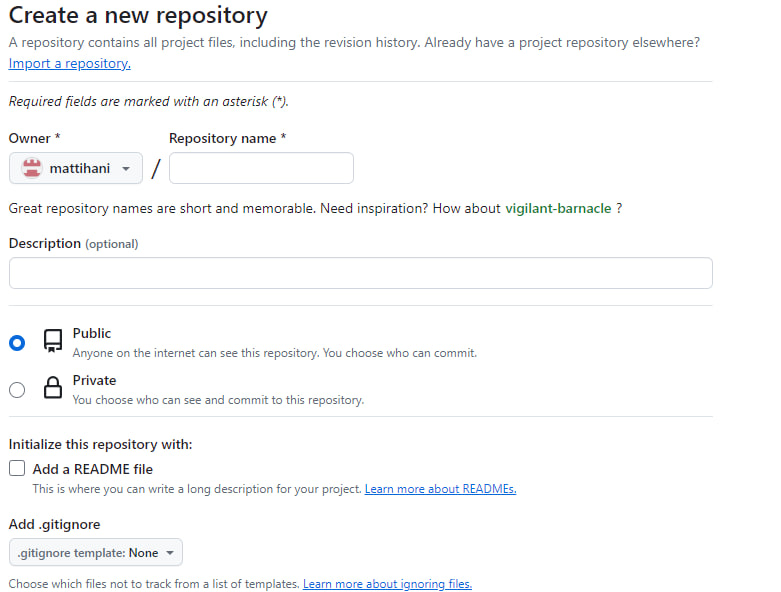 Create a new repository
A repository contains all project files, including the revision history. Already have a project repository elsewhere?
Import a repository.
Required fields are marked with an asterisk (*).
Owner *
Repository name *
mattihani
/
Great repository names are short and memorable. Need inspiration? How about vigilant-barnacle ?
Description (optional)
Public
Anyone on the internet can see this repository. You choose who can commit.
Private
You choose who can see and commit to this repository.
Initialize this repository with:
Add a README file
This is where you can write a long description for your project. Learn more about READMEs.
Add .gitignore
.gitignore template: None
Choose which files not to track from a list of templates. Learn more about ignoring files.